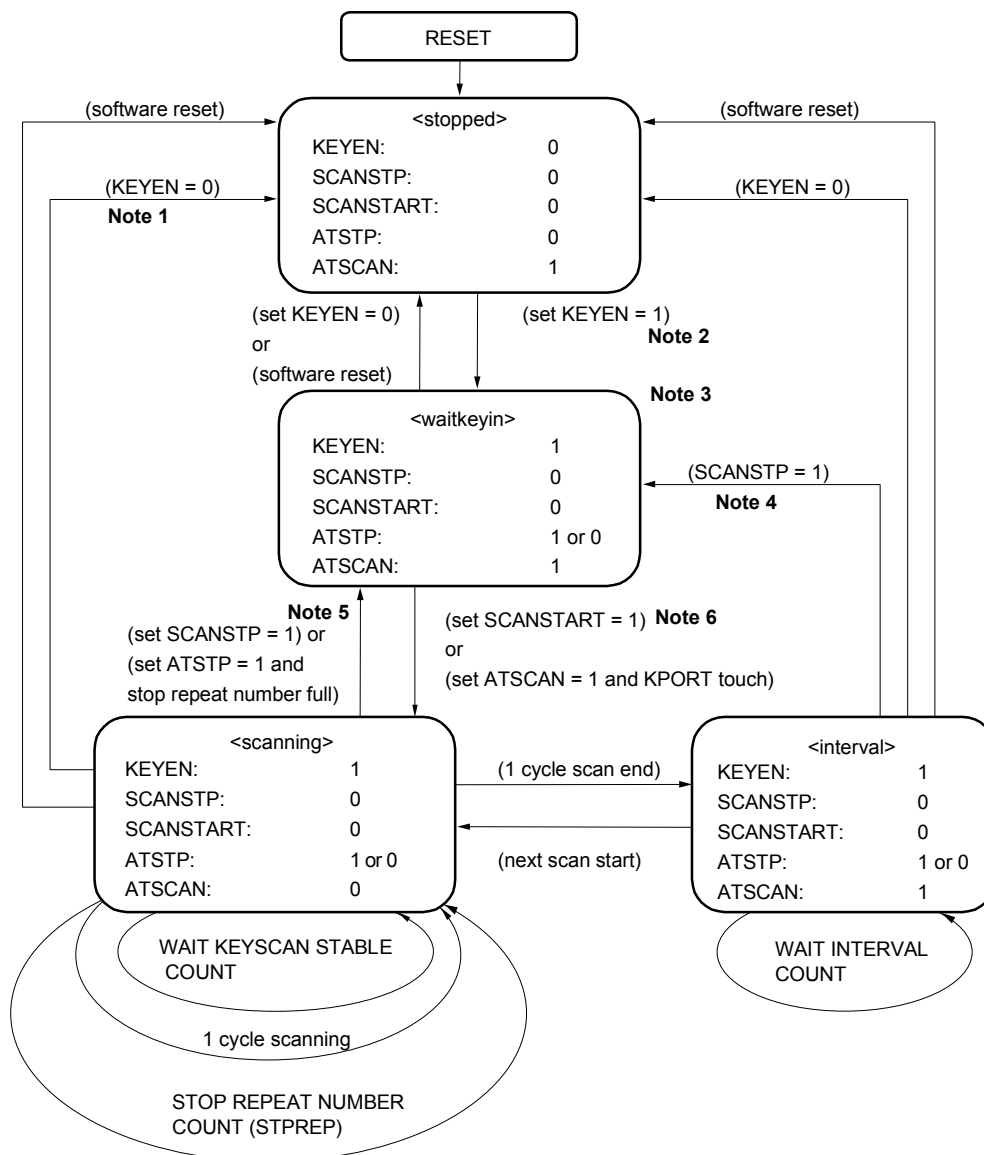 RESET
(software reset)
(software reset)
<stopped>
KEYEN: 0
SCANSTP: 0
SCANSTART: 0
ATSTP: 0
ATSCAN: 1
(KEYEN = 0)
Note 1
(KEYEN = 0)
(set KEYEN = 0)
or
(software reset)
(set KEYEN = 1)
Note 2
Note 3
<waitkeyin>
KEYEN: 1
SCANSTP: 0
SCANSTART: 0
ATSTP: 1 or 0
ATSCAN: 1
(SCANSTP = 1)
Note 4
Note 5
(set SCANSTP = 1) or
(set ATSTP = 1 and
stop repeat number full)
(set SCANSTART = 1) Note 6
or
(set ATSCAN = 1 and KPORT touch)
<scanning>
KEYEN: 1
SCANSTP: 0
SCANSTART: 0
ATSTP: 1 or 0
ATSCAN: 0
(1 cycle scan end)
(next scan start)
<interval>
KEYEN: 1
SCANSTP: 0
SCANSTART: 0
ATSTP: 1 or 0
ATSCAN: 1
WAIT KEYSCAN STABLE
COUNT
1 cycle scanning
STOP REPEAT NUMBER
COUNT (STPREP)
WAIT INTERVAL
COUNT